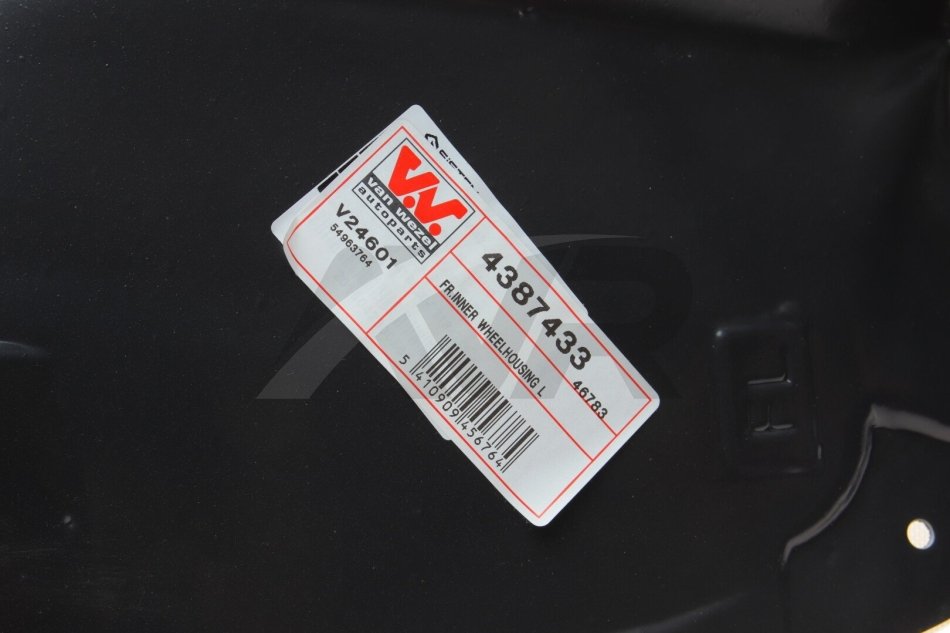 V.W.
van wezel
autoparts
V24601
54963764
4387433
FR.INNER WHEELHOUSING L
46783
5 410909 456764